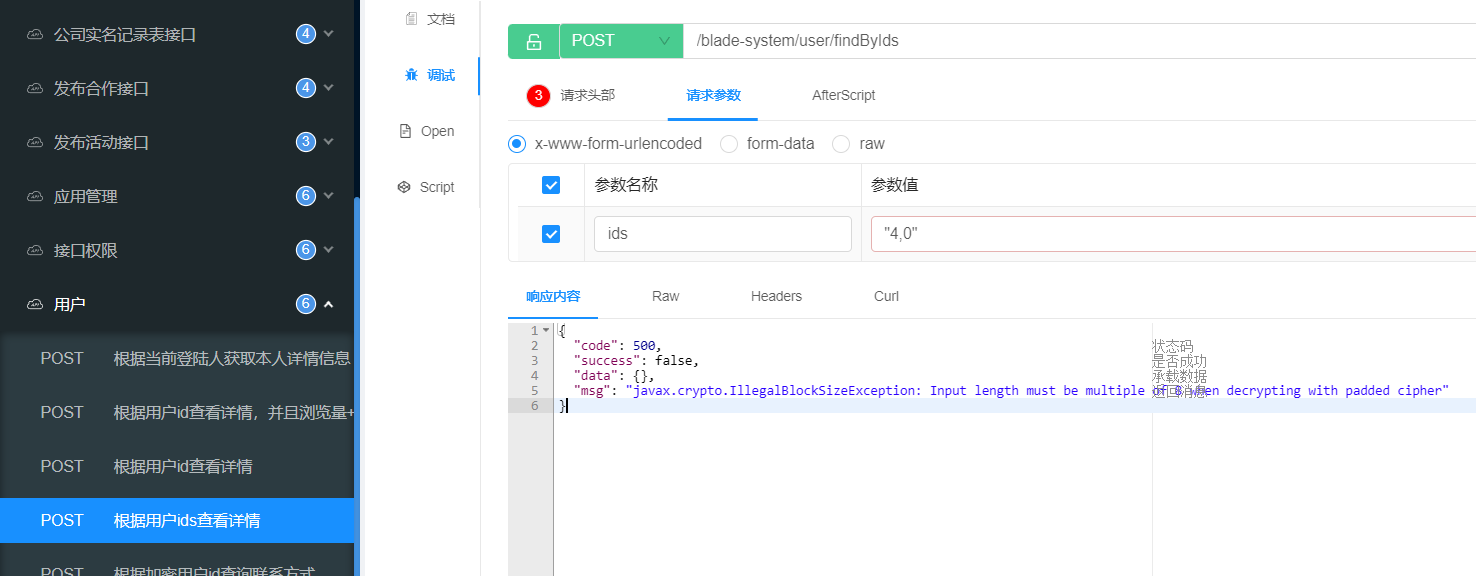 公司实名记录表接口 4
发布合作接口 4
发布活动接口 3
应用管理 6
接口权限 6
用户 6
POST 根据当前登陆人获取本人详情信息
POST 根据用户id查看详情，并且浏览量+
POST 根据用户id查看详情
POST 根据用户ids查看详情
POST 根据加密用户id查询联系方式
文档
调试
Open
Script
POST /blade-system/user/findByIds
3 请求头部 请求参数 AfterScript
x-www-form-urlencoded form-data raw
参数名称 参数值
ids "4,0"
响应内容 Raw Headers Curl
1 {
2 "code": 500, 状态码
3 "success": false, 是否成功
4 "data": {}, 承载数据
5 "msg": "javax.crypto.IllegalBlockSizeException: Input length must be multiple of 8 when decrypting with padded cipher" 返回消息
6 }